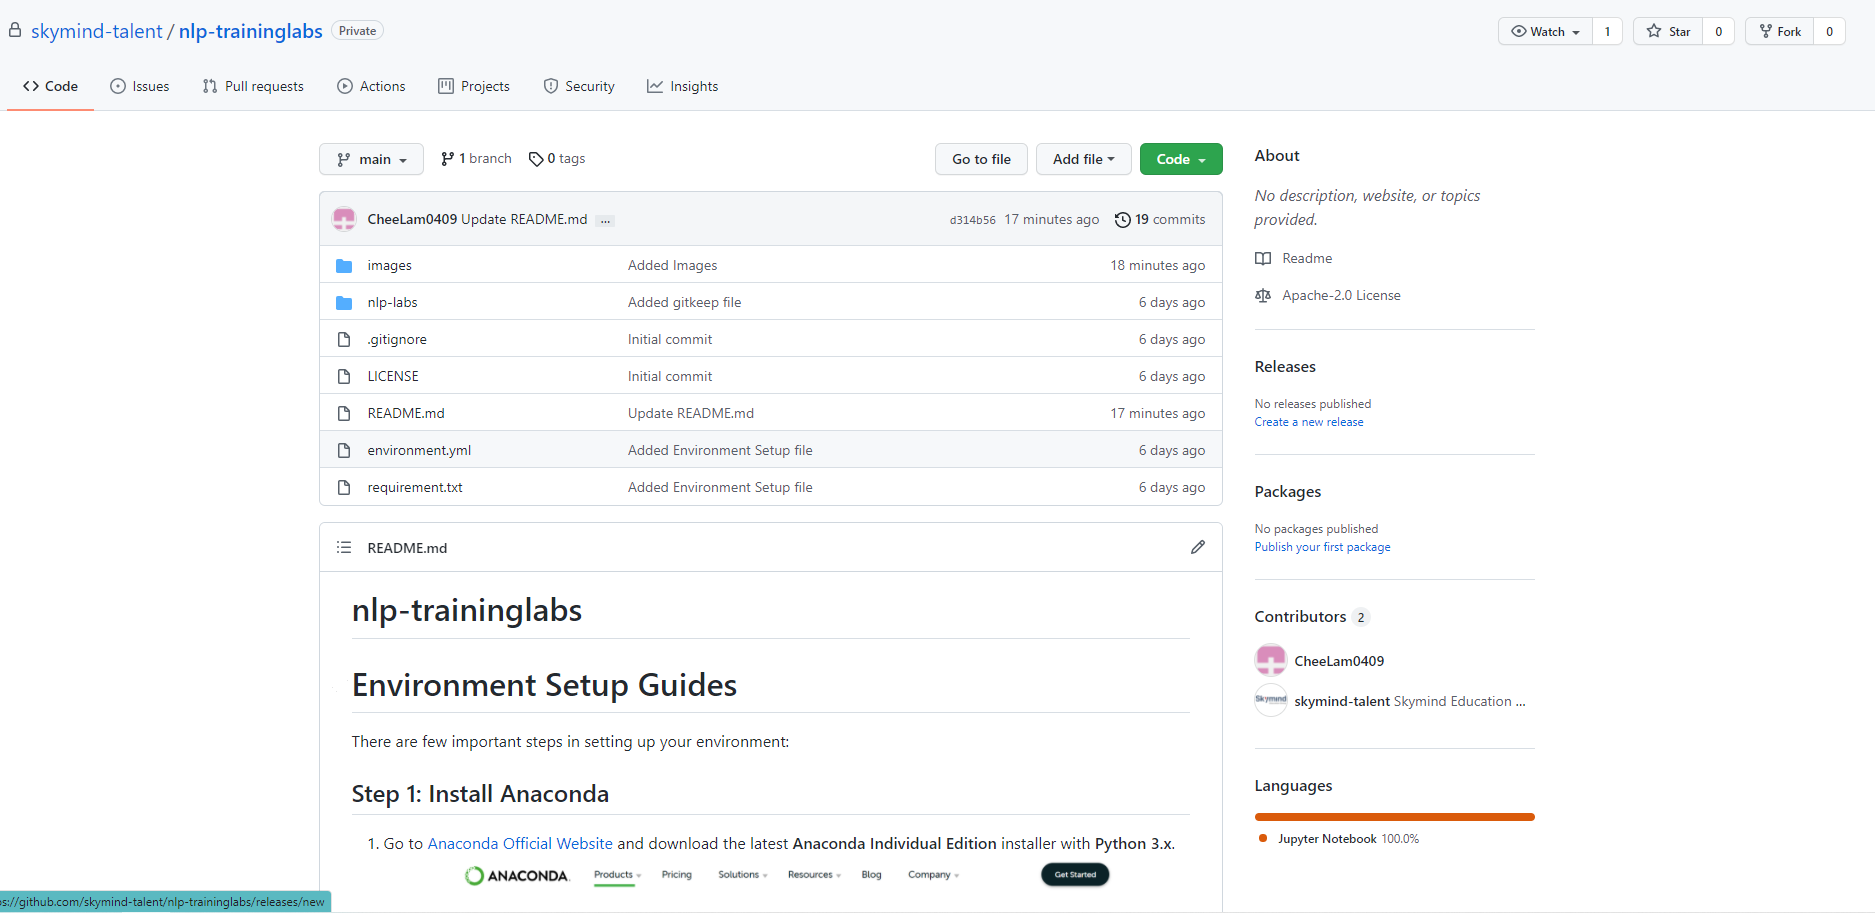 skymind-talent / nlp-traininglabs Private
Watch 1 Star 0 Fork 0
Code Issues Pull requests Actions Projects Security Insights
main 1 branch 0 tags Go to file Add file Code
CheeLam0409 Update README.md ... d314b56 17 minutes ago 19 commits
images Added Images 18 minutes ago
nlp-labs Added gitkeep file 6 days ago
.gitignore Initial commit 6 days ago
LICENSE Initial commit 6 days ago
README.md Update README.md 17 minutes ago
environment.yml Added Environment Setup file 6 days ago
requirement.txt Added Environment Setup file 6 days ago
README.md
nlp-traininglabs
Environment Setup Guides
There are few important steps in setting up your environment:
Step 1: Install Anaconda
1. Go to Anaconda Official Website and download the latest Anaconda Individual Edition installer with Python 3.x.
ANACONDA. Products Pricing Solutions Resources Blog Company Get Started
About
No description, website, or topics
provided.
Readme
Apache-2.0 License
Releases
No releases published
Create a new release
Packages
No packages published
Publish your first package
Contributors 2
CheeLam0409
Skymind skymind-talent Skymind Education ...
Languages
Jupyter Notebook 100.0%
ps://github.com/skymind-talent/nlp-traininglabs/releases/new